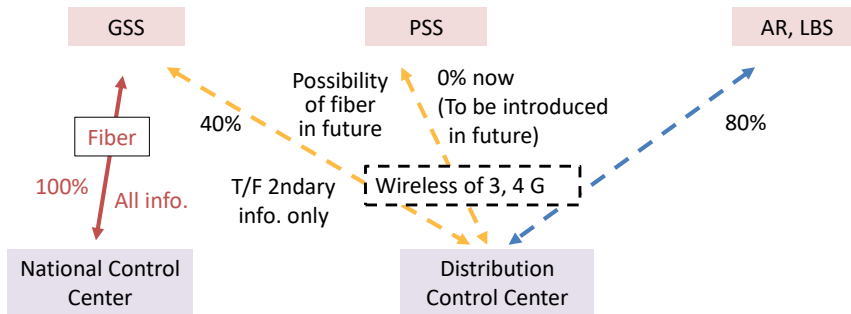 GSS
PSS
AR, LBS
Possibility
of fiber
in future
0% now
(To be introduced
in future)
40%
80%
Fiber
100%
All info.
T/F 2ndary
info. only
Wireless of 3, 4 G
National Control
Center
Distribution
Control Center